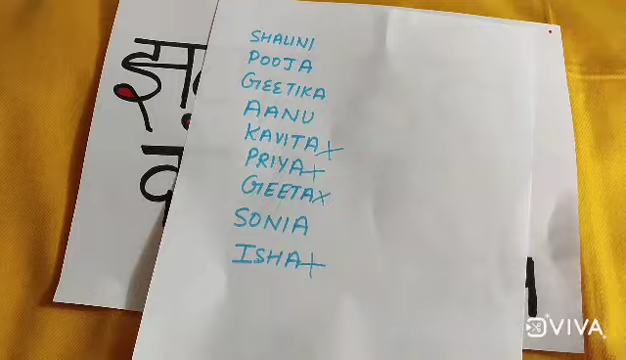 SHALINI
POOJA
GEETIKA
AANU
KAVITA X
PRIYA X
GEETA X
SONIA
ISHA X
VIVA